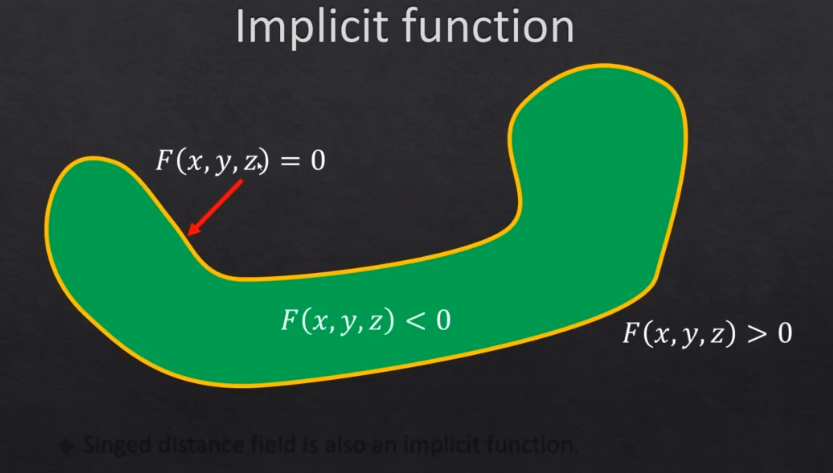 Implicit function
F(x, y, z) = 0
F(x, y, z) < 0
F(x, y, z) > 0
❖ Singed distance field is also an implicit function.